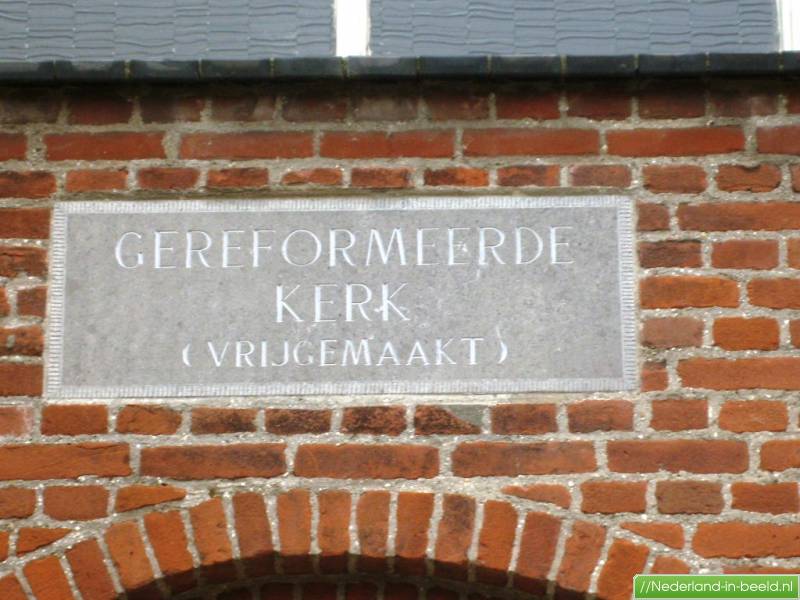 GEREFORMEERDE
KERK
(VRIJGEMAAKT)
//Nederland-in-beeld.nl